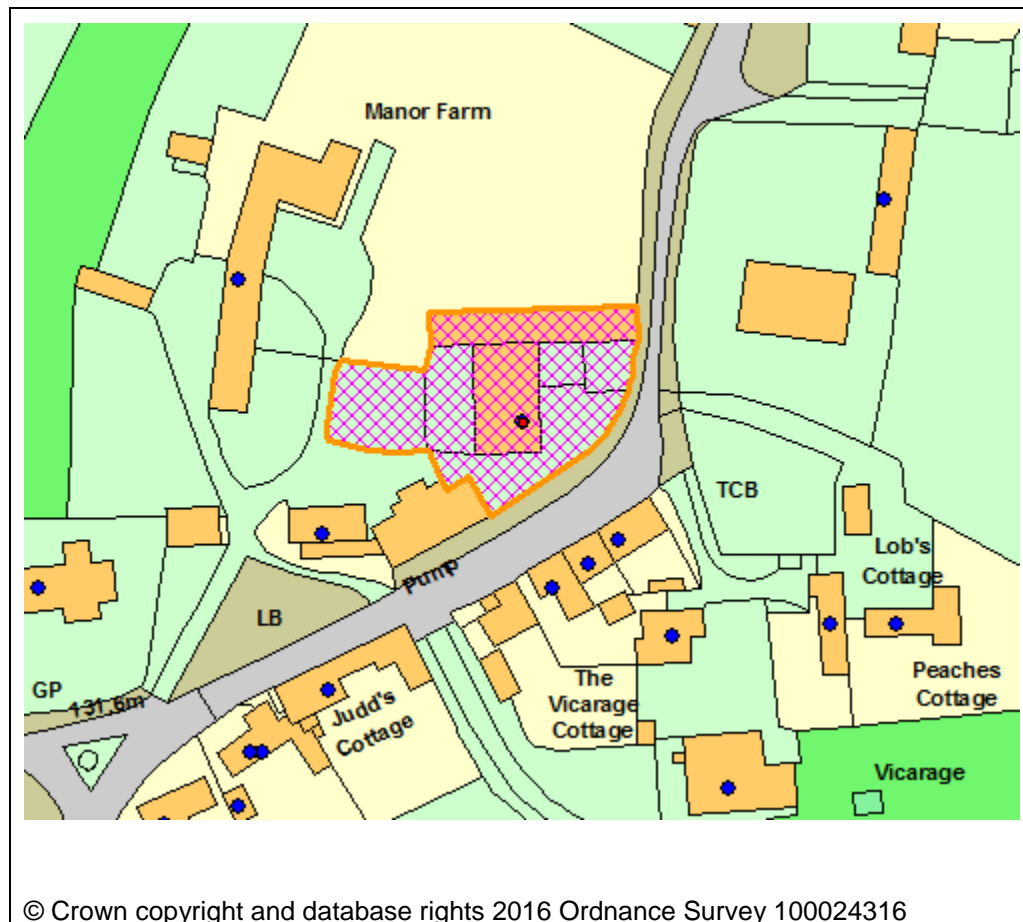 Manor Farm
TCB
Pump
Lob's
Cottage
LB
GP
131.6m
Judd's
Cottage
The
Vicarage
Cottage
Peaches
Cottage
Vicarage
© Crown copyright and database rights 2016 Ordnance Survey 100024316